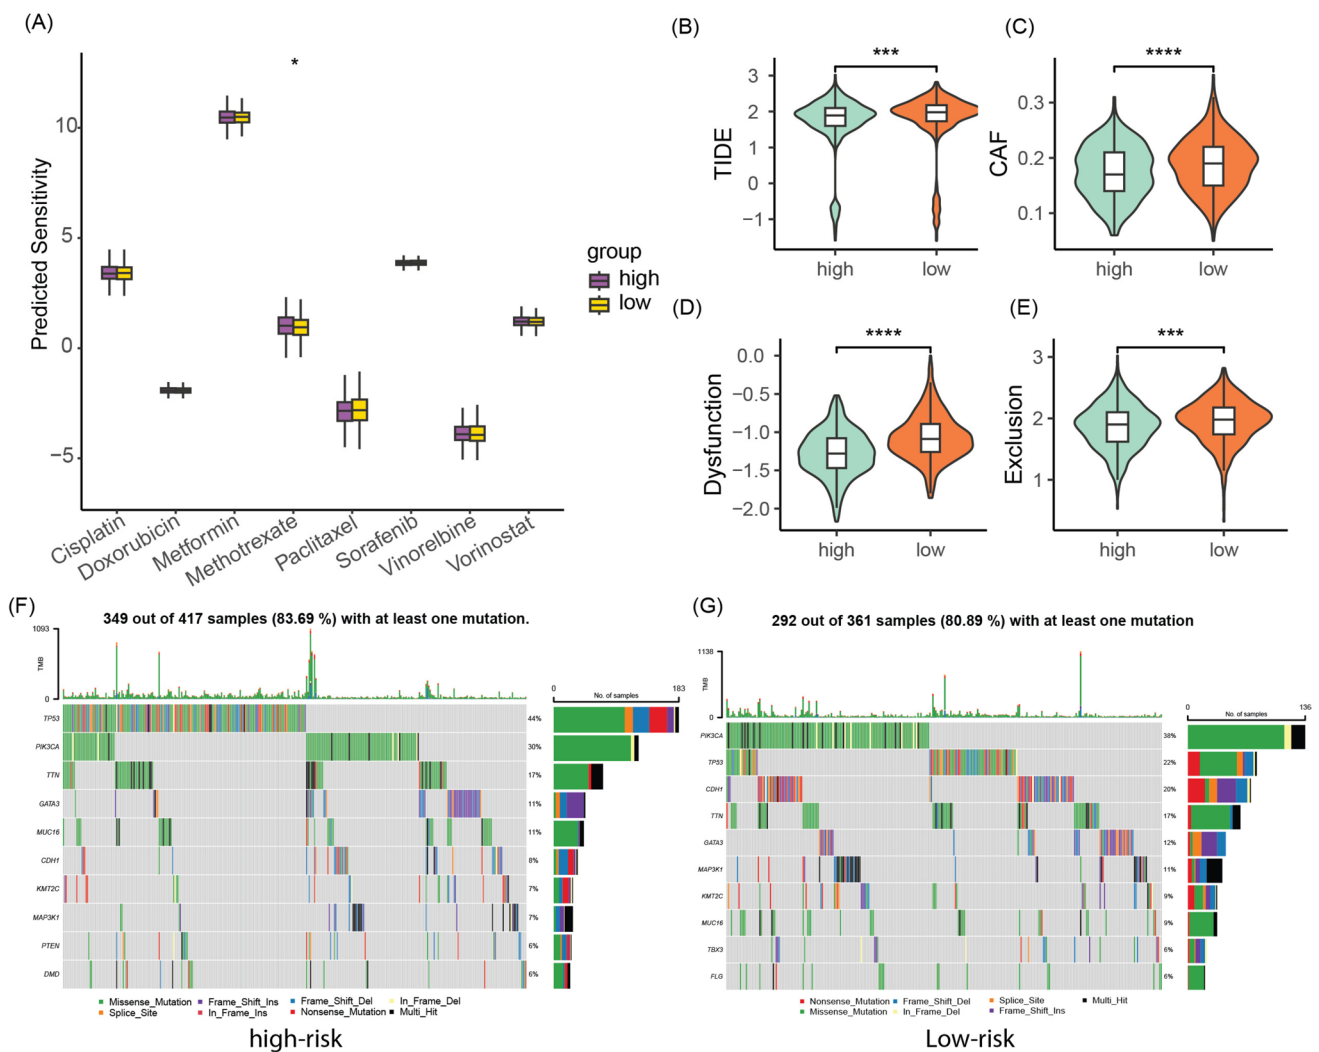 (A)
*
Predicted Sensitivity
10
5
0
−5
Cisplatin
Doxorubicin
Metformin
Methotrexate
Paclitaxel
Sorafenib
Vinorelbine
Vorinostat
group
high
low
(B)
***
TIDE
3
2
1
0
−1
high
low
(C)
****
CAF
0.3
0.2
0.1
high
low
(D)
****
Dysfunction
0.0
−0.5
−1.0
−1.5
−2.0
high
low
(E)
***
Exclusion
3
2
1
high
low
(F)
349 out of 417 samples (83.69 %) with at least one mutation.
1093
TMB
0
0
183
No. of samples
TP53 44%
PIK3CA 30%
TTN 17%
GATA3 11%
MUC16 11%
CDH1 8%
KMT2C 7%
MAP3K1 7%
PTEN 6%
DMD 6%
Missense_Mutation Frame_Shift_Ins Frame_Shift_Del In_Frame_Del
Splice_Site In_Frame_Ins Nonsense_Mutation Multi_Hit
high-risk
(G)
292 out of 361 samples (80.89 %) with at least one mutation
1138
TMB
0
0
136
No. of samples
PIK3CA 38%
TP53 22%
CDH1 20%
TTN 17%
GATA3 12%
MAP3K1 11%
KMT2C 9%
MUC16 9%
TBX3 6%
FLG 6%
Nonsense_Mutation Frame_Shift_Del Splice_Site Multi_Hit
Missense_Mutation In_Frame_Del Frame_Shift_Ins
Low-risk